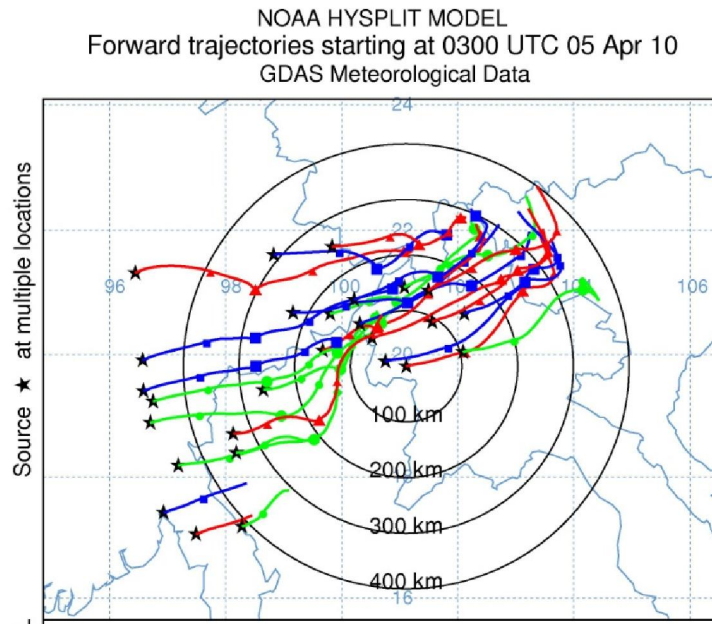 NOAA HYSPLIT MODEL
Forward trajectories starting at 0300 UTC 05 Apr 10
GDAS Meteorological Data
Source ★ at multiple locations
24
22
96
98
100
106
20
100 km
200 km
300 km
400 km
16